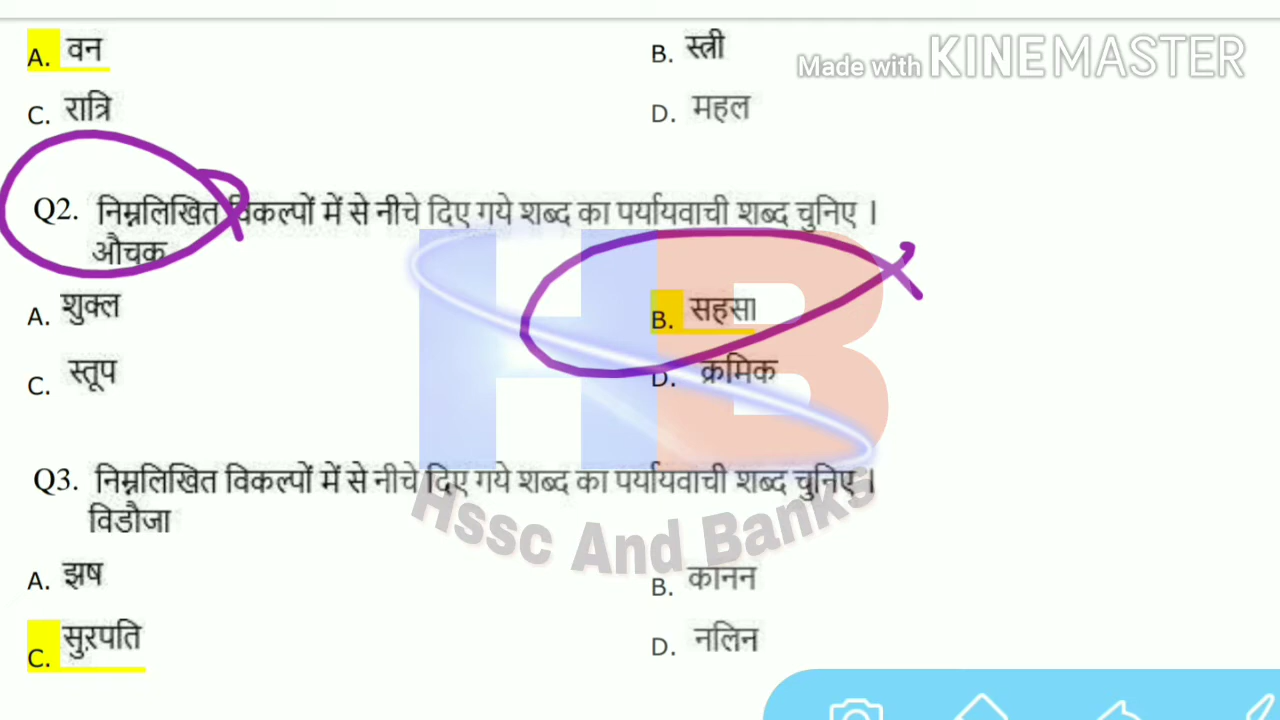 A. वन B. स्त्री
Made with KINEMASTER
C. रात्रि D. महल
Q2. निम्नलिखित विकल्पों में से नीचे दिए गये शब्द का पर्यायवाची शब्द चुनिए ।
औचक
A. शुक्ल B. सहसा
C. स्तूप D. क्रमिक
HB
Q3. निम्नलिखित विकल्पों में से नीचे दिए गये शब्द का पर्यायवाची शब्द चुनिए ।
विडौजा
Hssc And Banks
A. झष B. कानन
C. सुरपति D. नलिन